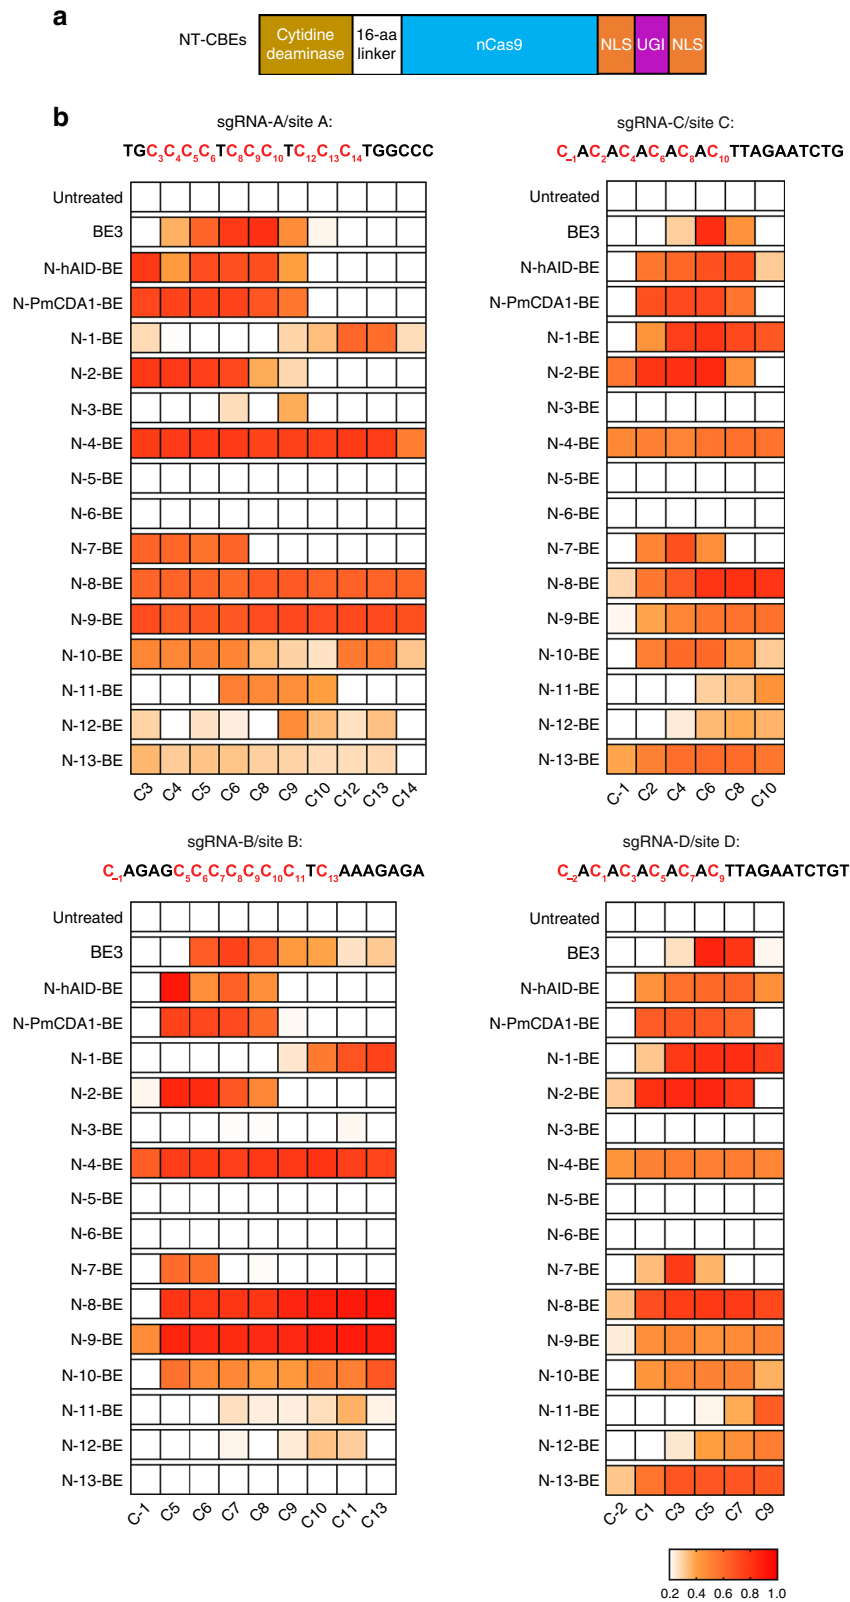 a
NT-CBEs
Cytidine deaminase
16-aa linker
nCas9
NLS
UGI
NLS
b
sgRNA-A/site A:
TGC3C4C5C6TC8C9C10TC12C13C14TGGCCC
Untreated
BE3
N-hAID-BE
N-PmCDA1-BE
N-1-BE
N-2-BE
N-3-BE
N-4-BE
N-5-BE
N-6-BE
N-7-BE
N-8-BE
N-9-BE
N-10-BE
N-11-BE
N-12-BE
N-13-BE
C3 C4 C5 C6 C8 C9 C10 C12 C13 C14
sgRNA-C/site C:
C-1AC2AC4AC6AC8AC10TTAGAATCTG
Untreated
BE3
N-hAID-BE
N-PmCDA1-BE
N-1-BE
N-2-BE
N-3-BE
N-4-BE
N-5-BE
N-6-BE
N-7-BE
N-8-BE
N-9-BE
N-10-BE
N-11-BE
N-12-BE
N-13-BE
C-1 C2 C4 C6 C8 C10
sgRNA-B/site B:
C-1AGAGC5C6C7C8C9C10C11TC13AAAGAGA
Untreated
BE3
N-hAID-BE
N-PmCDA1-BE
N-1-BE
N-2-BE
N-3-BE
N-4-BE
N-5-BE
N-6-BE
N-7-BE
N-8-BE
N-9-BE
N-10-BE
N-11-BE
N-12-BE
N-13-BE
C-1 C5 C6 C7 C8 C9 C10 C11 C13
sgRNA-D/site D:
C-2AC1AC3AC5AC7AC9TTAGAATCTGT
Untreated
BE3
N-hAID-BE
N-PmCDA1-BE
N-1-BE
N-2-BE
N-3-BE
N-4-BE
N-5-BE
N-6-BE
N-7-BE
N-8-BE
N-9-BE
N-10-BE
N-11-BE
N-12-BE
N-13-BE
C-2 C1 C3 C5 C7 C9
0.2 0.4 0.6 0.8 1.0